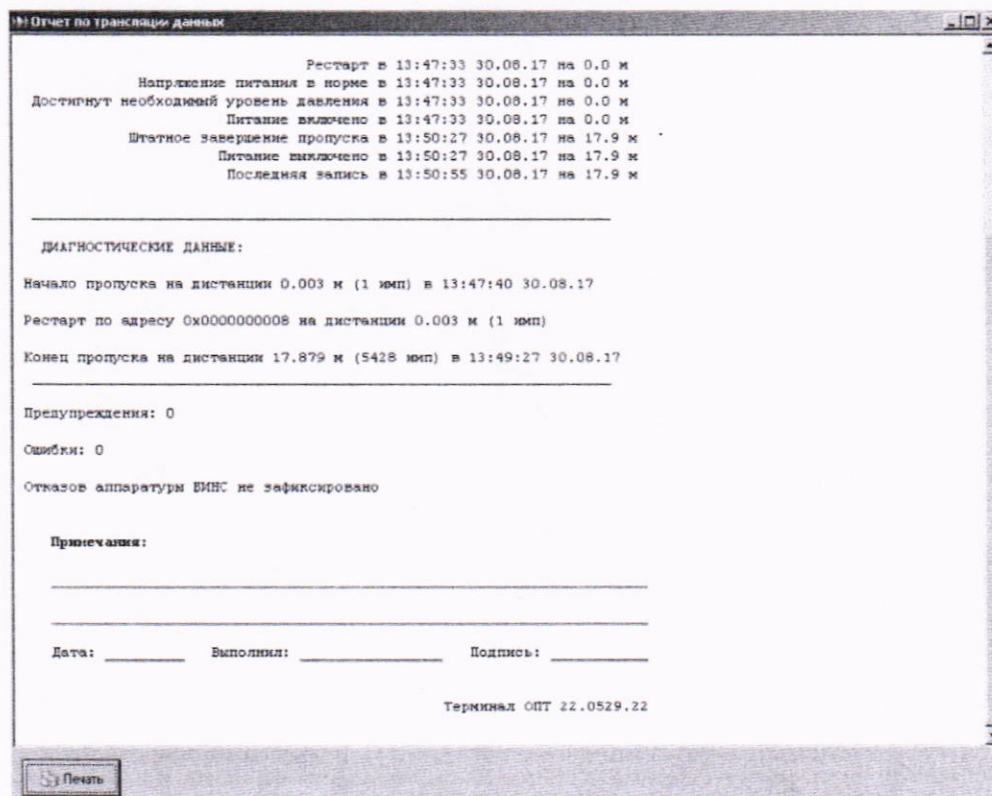 Отчет по трансляции данных
Рестарт в 13:47:33 30.08.17 на 0.0 м
Напряжение питания в норме в 13:47:33 30.08.17 на 0.0 м
Достигнут необходимый уровень давления в 13:47:33 30.08.17 на 0.0 м
Питание включено в 13:47:33 30.08.17 на 0.0 м
Штатное завершение пропуска в 13:50:27 30.08.17 на 17.9 м
Питание выключено в 13:50:27 30.08.17 на 17.9 м
Последняя запись в 13:50:55 30.08.17 на 17.9 м
ДИАГНОСТИЧЕСКИЕ ДАННЫЕ:
Начало пропуска на дистанции 0.003 м (1 имп) в 13:47:40 30.08.17
Рестарт по адресу 0x0000000008 на дистанции 0.003 м (1 имп)
Конец пропуска на дистанции 17.879 м (5428 имп) в 13:49:27 30.08.17
Предупреждения: 0
Ошибки: 0
Отказов аппаратуры БИНС не зафиксировано
Примечания:
Дата: Выполнил: Подпись:
Терминал ОПТ 22.0529.22
Печать